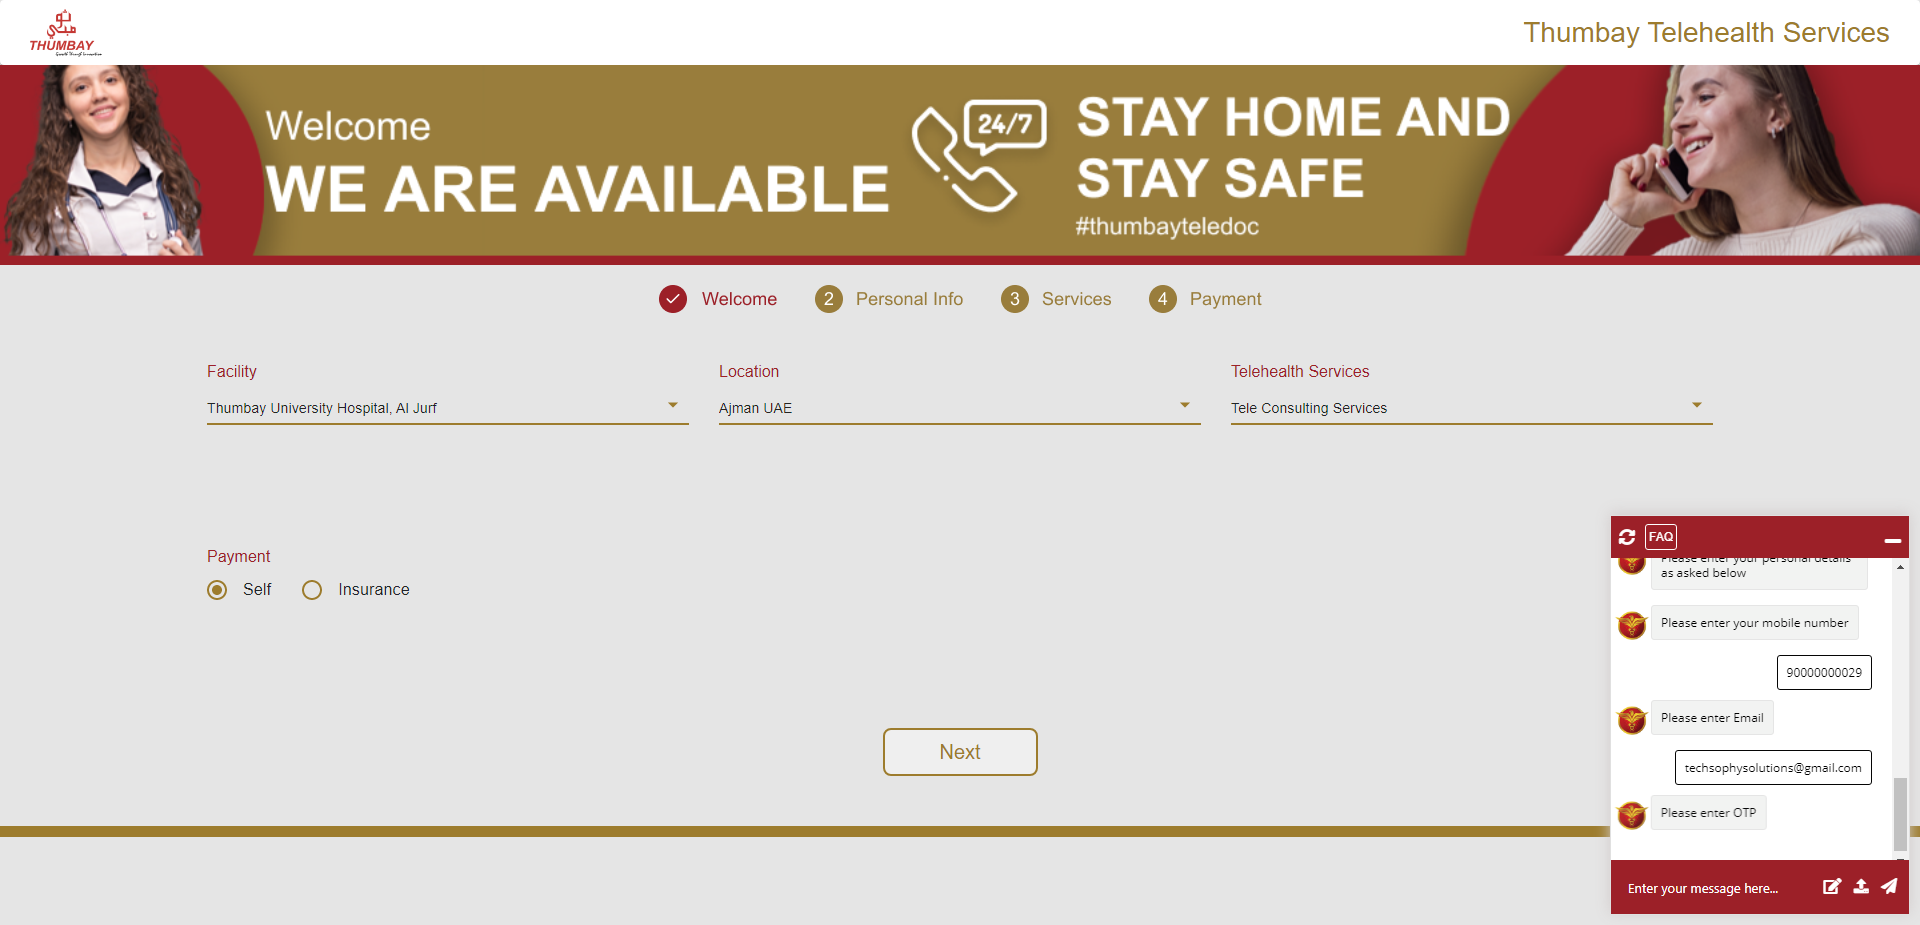 ثومبي
THUMBAY
Thumbay Telehealth Services
Welcome
WE ARE AVAILABLE
24/7
STAY HOME AND
STAY SAFE
#thumbayteledoc
Welcome
2 Personal Info
3 Services
4 Payment
Facility
Location
Telehealth Services
Thumbay University Hospital, Al Jurf
Ajman UAE
Tele Consulting Services
Payment
Self
Insurance
Next
FAQ
Please enter your personal details
as asked below
Please enter your mobile number
90000000029
Please enter Email
techsophysolutions@gmail.com
Please enter OTP
Enter your message here...